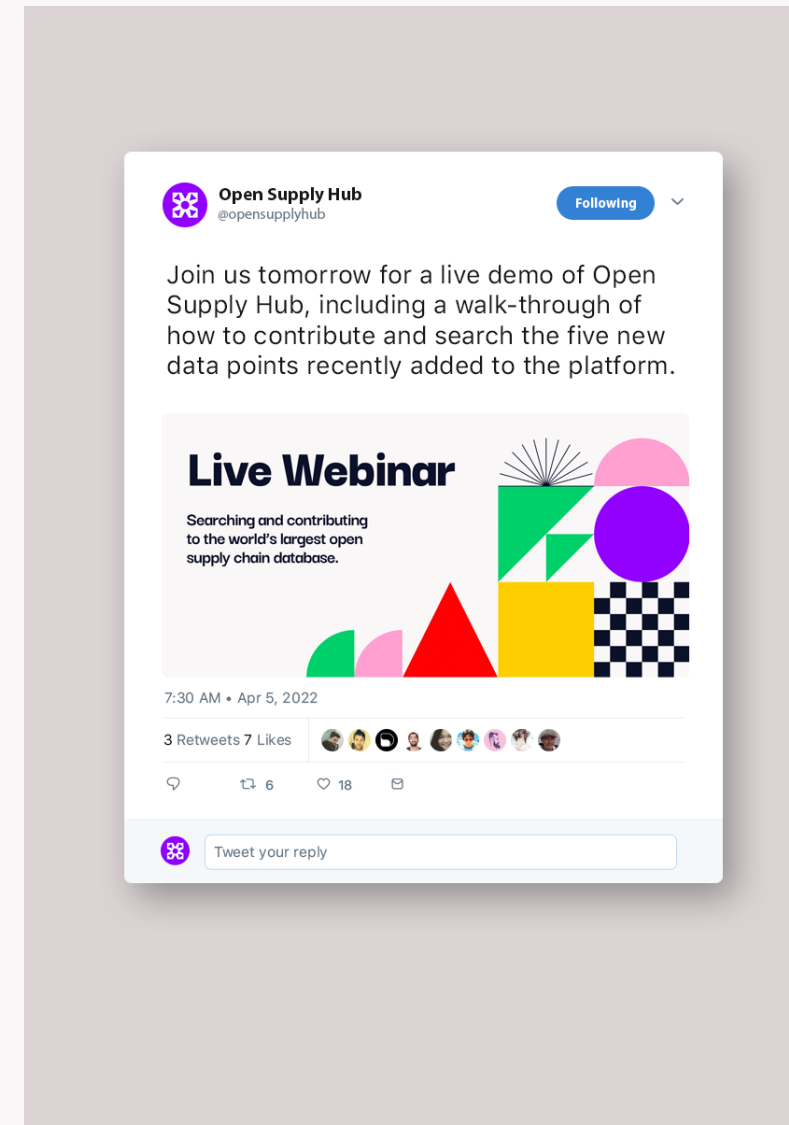 Open Supply Hub
@opensupplyhub
Following
Join us tomorrow for a live demo of Open
Supply Hub, including a walk-through of
how to contribute and search the five new
data points recently added to the platform.
Live Webinar
Searching and contributing
to the world's largest open
supply chain database.
7:30 AM • Apr 5, 2022
3 Retweets 7 Likes
6 18
Tweet your reply